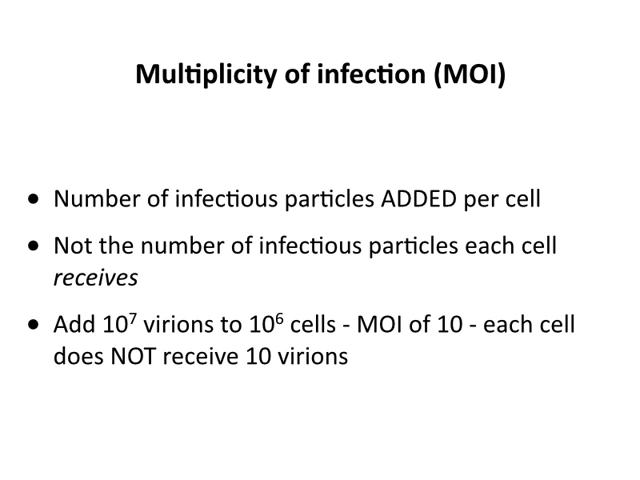 Multiplicity of infection (MOI)
• Number of infectious particles ADDED per cell
• Not the number of infectious particles each cell
receives
• Add 10⁷ virions to 10⁶ cells - MOI of 10 - each cell
does NOT receive 10 virions